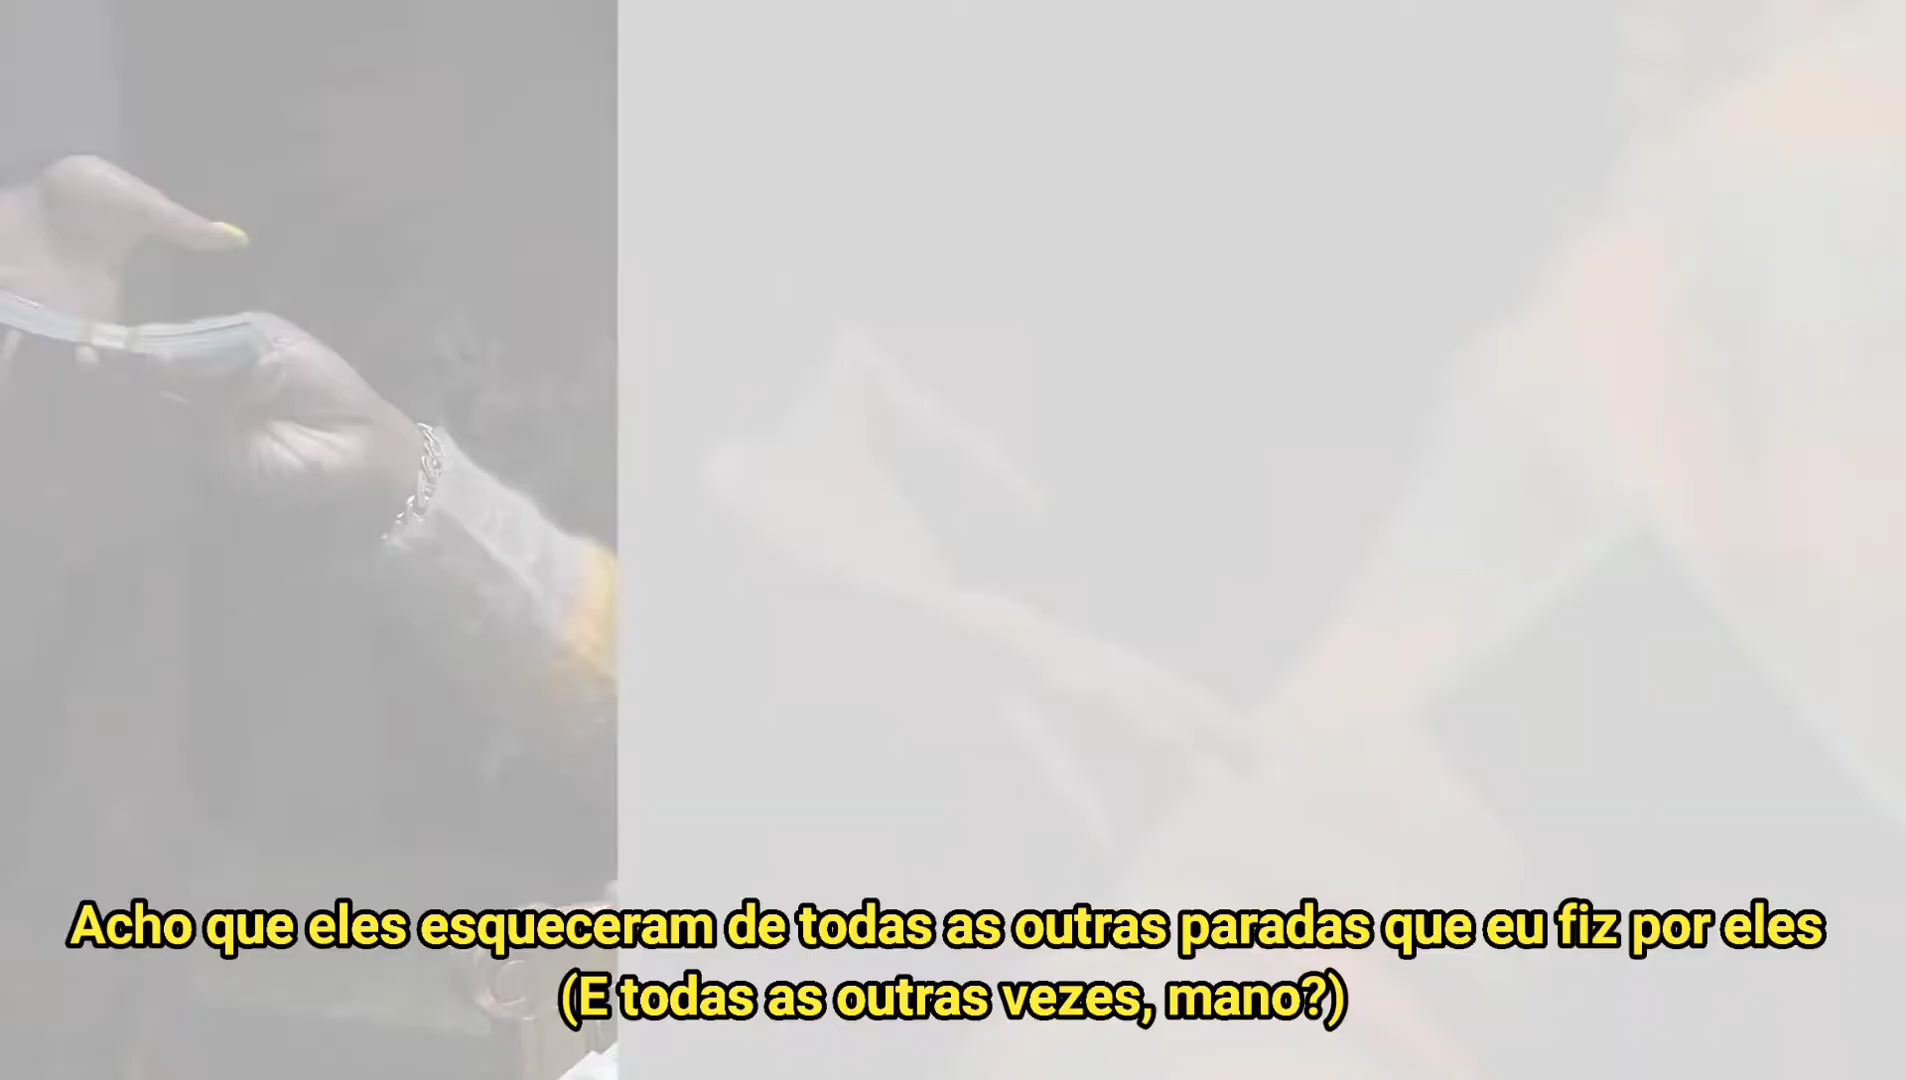 Acho que eles esqueceram de todas as outras paradas que eu fiz por eles
(E todas as outras vezes, mano?)